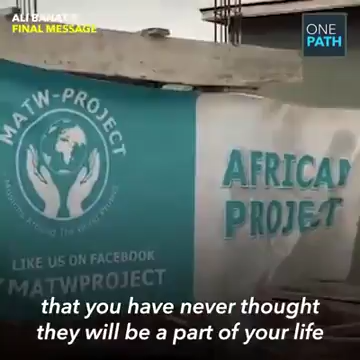 ALI BANAT'S
FINAL MESSAGE
ONE
PATH
MATW-PROJECT
LIKE US ON FACEBOOK
MATWPROJECT
AFRICAN
PROJECT
that you have never thought
they will be a part of your life